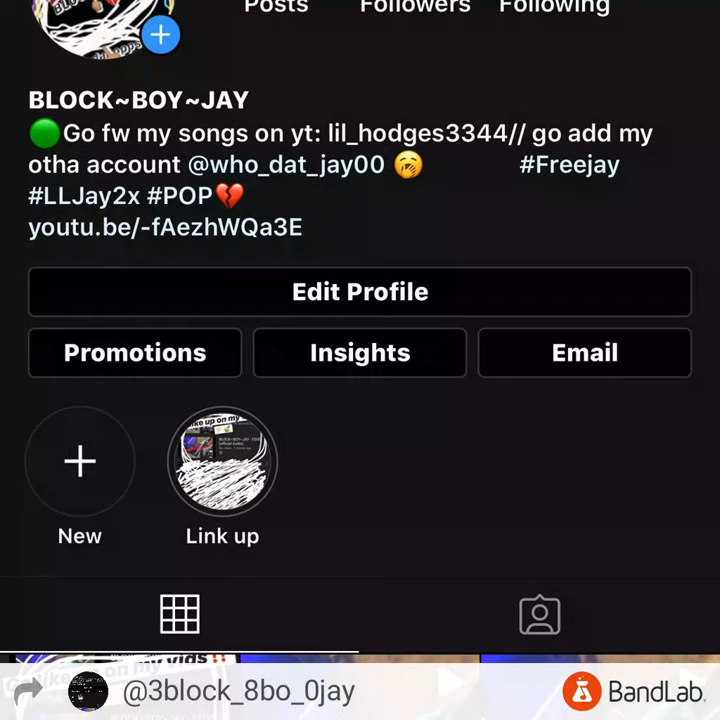 Posts Followers Following
BLOCK~BOY~JAY
🟢Go fw my songs on yt: lil_hodges3344// go add my
otha account @who_dat_jay00 🥱 #Freejay
#LLJay2x #POP💔
youtu.be/-fAezhWQa3E
Edit Profile
Promotions Insights Email
New Link up
@3block_8bo_0jay BandLab.